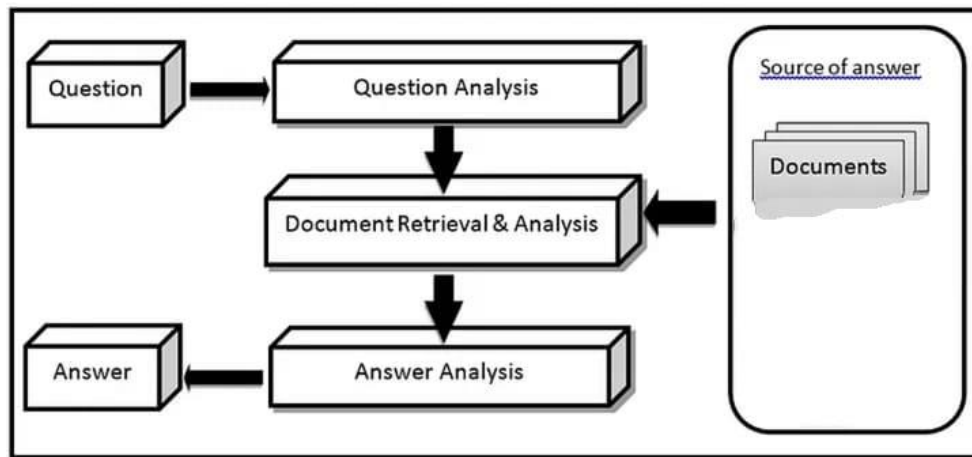 Question
Question Analysis
Source of answer
Documents
Document Retrieval & Analysis
Answer
Answer Analysis